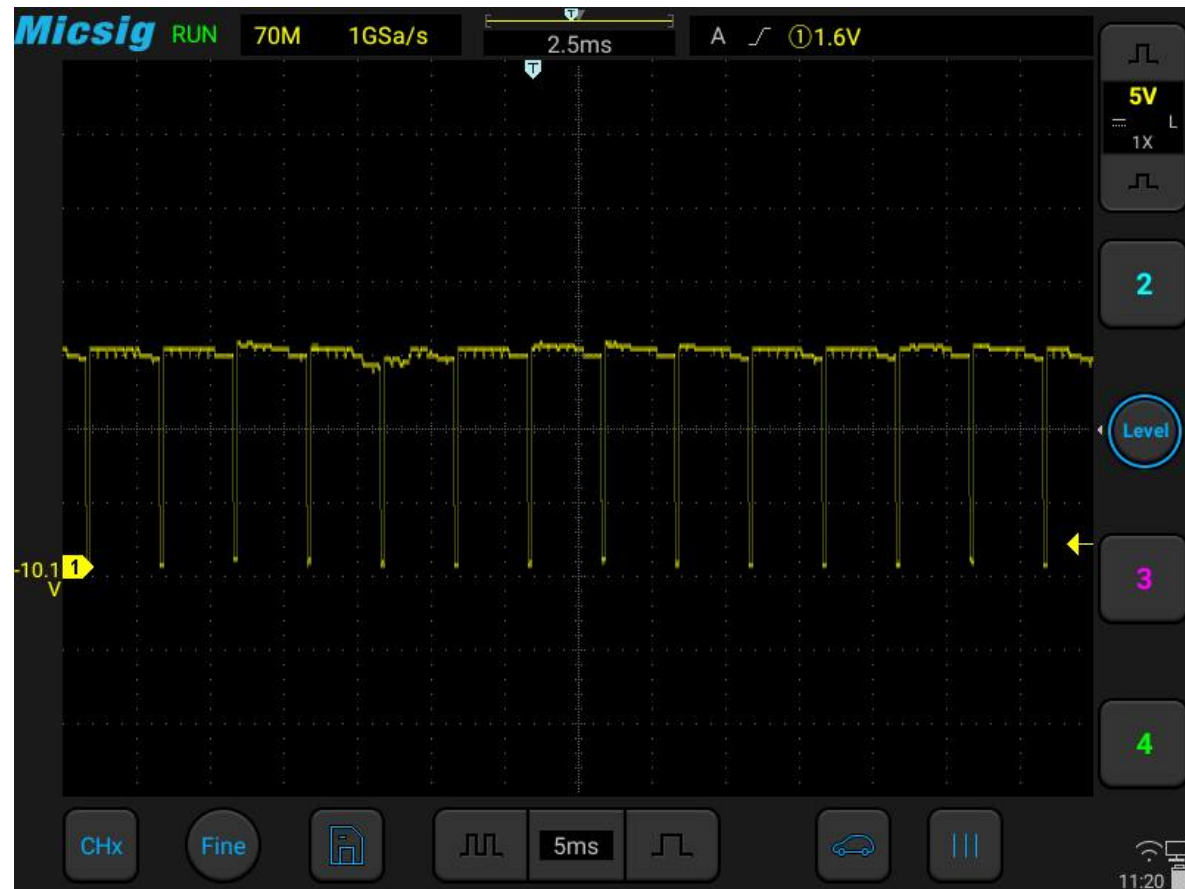 Micsig RUN 70M 1GSa/s 2.5ms A ①1.6V
T
T
5V
L
1X
2
Level
-10.1 1
V
3
4
CHx Fine 5ms
11:20